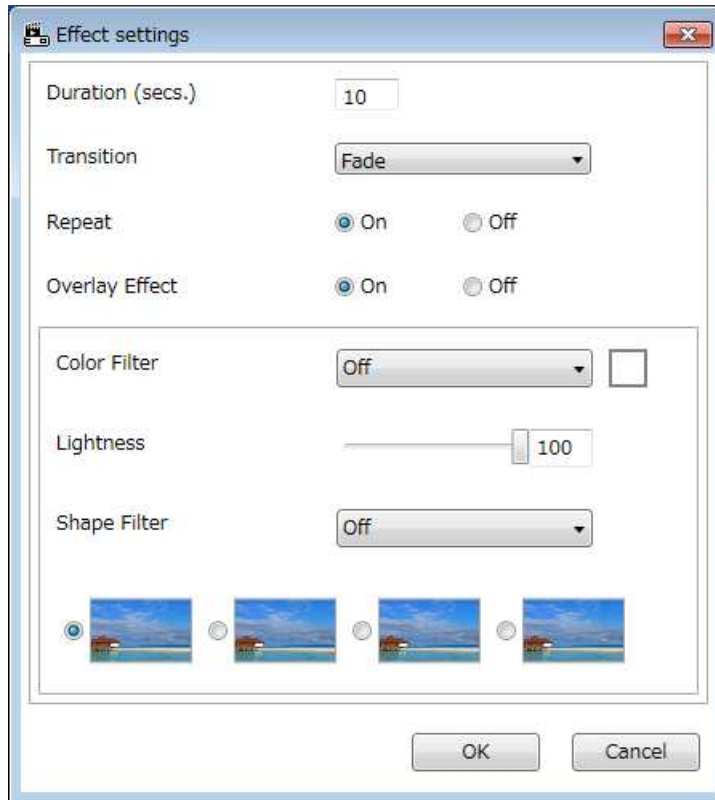 Effect settings
Duration (secs.) 10
Transition Fade
Repeat On Off
Overlay Effect On Off
Color Filter Off
Lightness 100
Shape Filter Off
OK Cancel